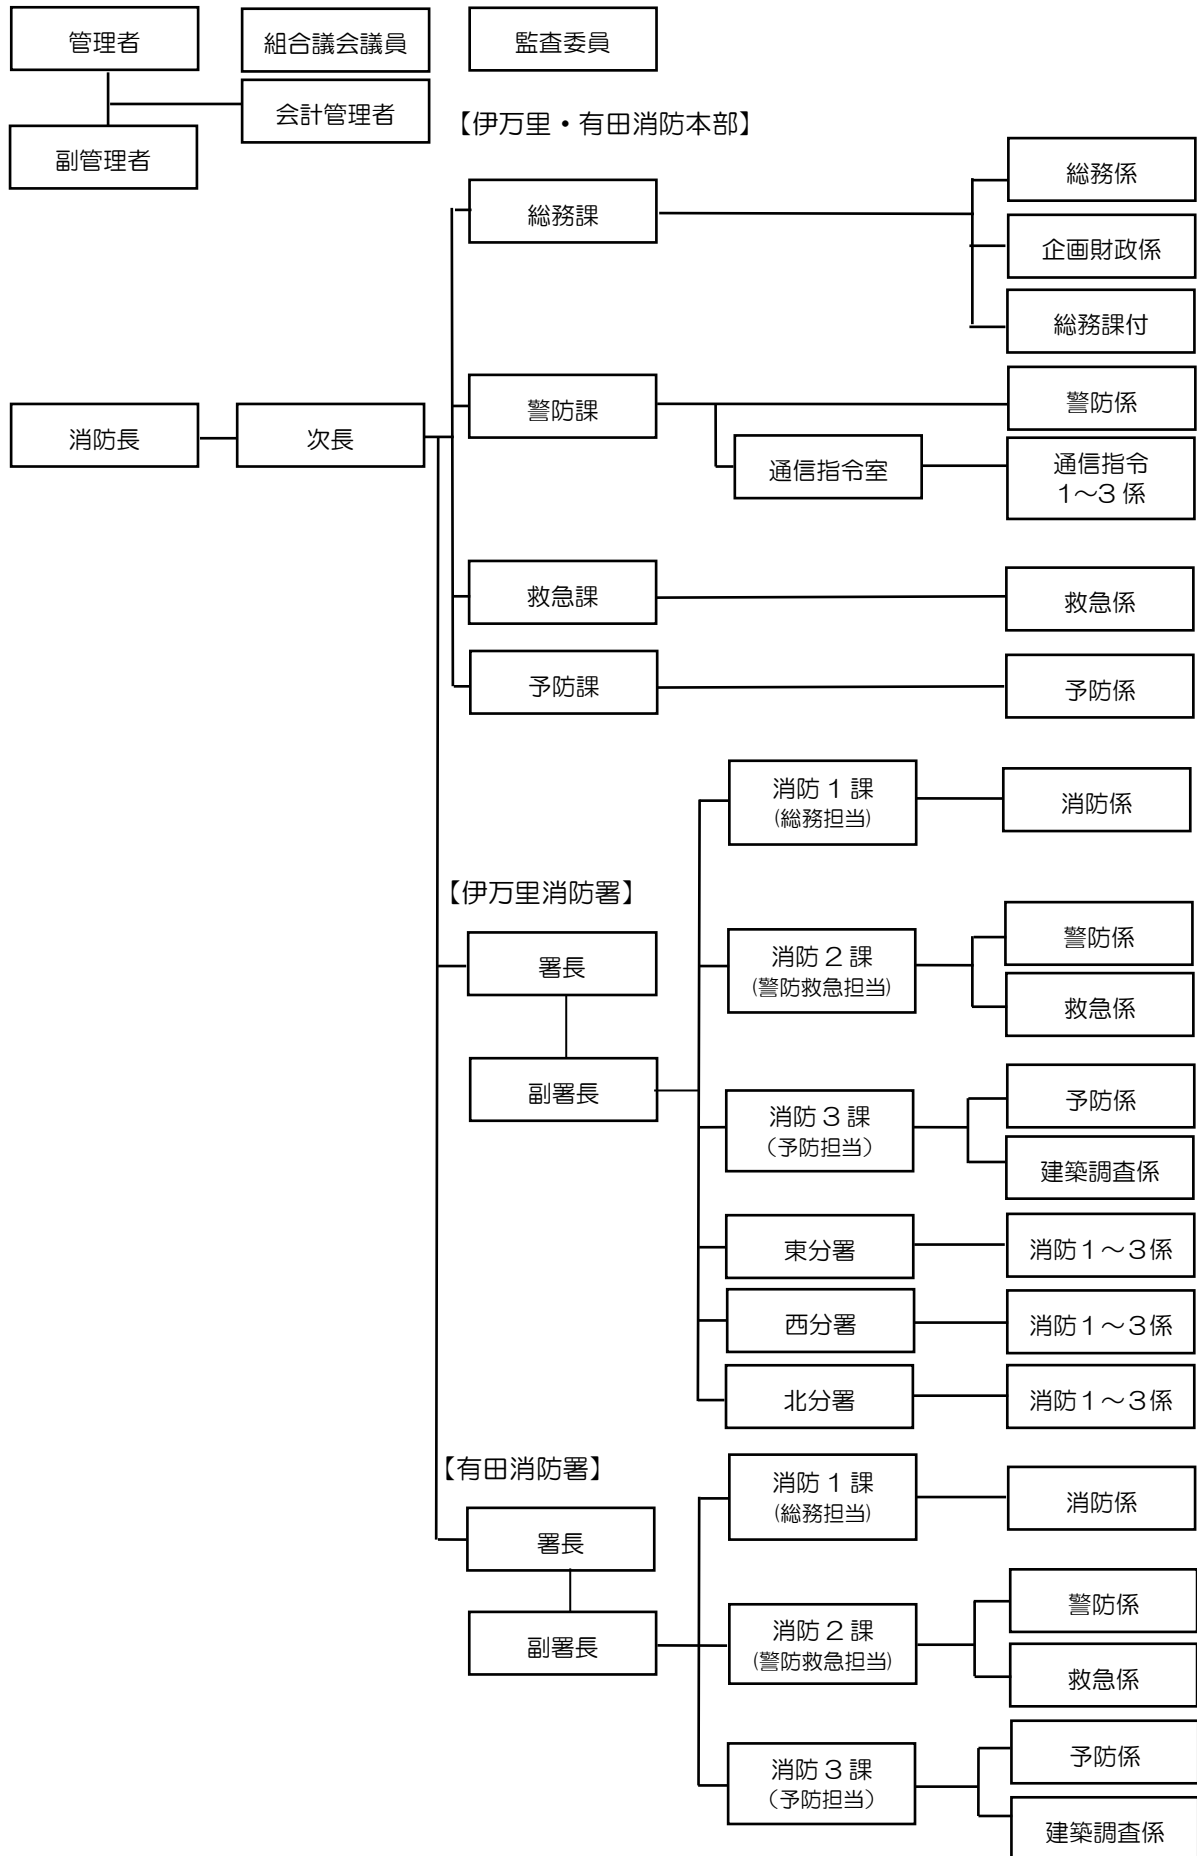 管理者
組合議会議員
監査委員
会計管理者
副管理者
【伊万里・有田消防本部】
総務課
総務係
企画財政係
総務課付
消防長
次長
警防課
警防係
通信指令室
通信指令
1～3 係
救急課
救急係
予防課
予防係
消防 1 課
(総務担当)
消防係
【伊万里消防署】
署長
副署長
消防 2 課
(警防救急担当)
警防係
救急係
消防 3 課
（予防担当）
予防係
建築調査係
東分署
消防１～３係
西分署
消防１～３係
北分署
消防１～３係
【有田消防署】
署長
副署長
消防 1 課
(総務担当)
消防係
消防 2 課
(警防救急担当)
警防係
救急係
消防 3 課
（予防担当）
予防係
建築調査係